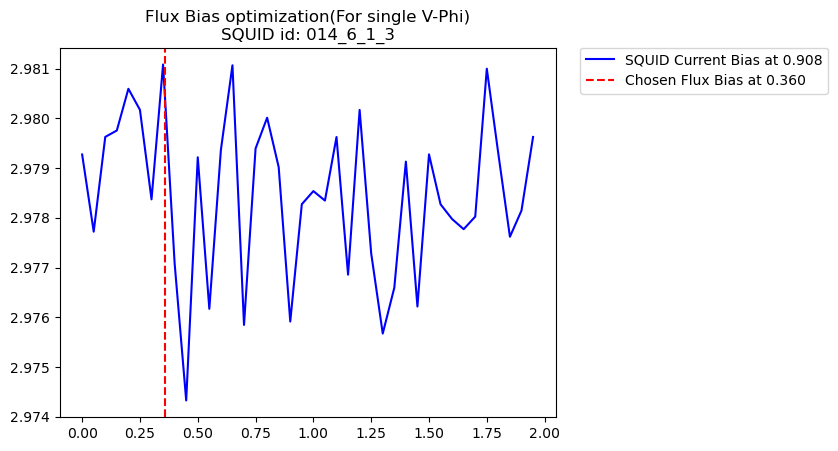 Flux Bias optimization(For single V-Phi)
SQUID id: 014_6_1_3
SQUID Current Bias at 0.908
Chosen Flux Bias at 0.360
2.981
2.980
2.979
2.978
2.977
2.976
2.975
2.974
0.00 0.25 0.50 0.75 1.00 1.25 1.50 1.75 2.00